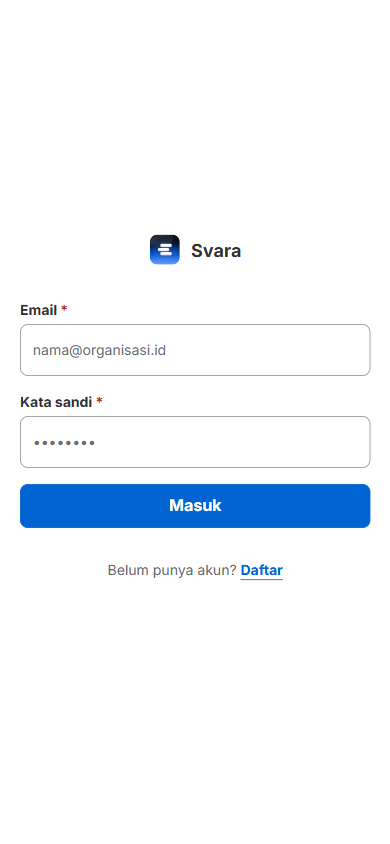 Svara
Email *
nama@organisasi.id
Kata sandi *
••••••••
Masuk
Belum punya akun? Daftar